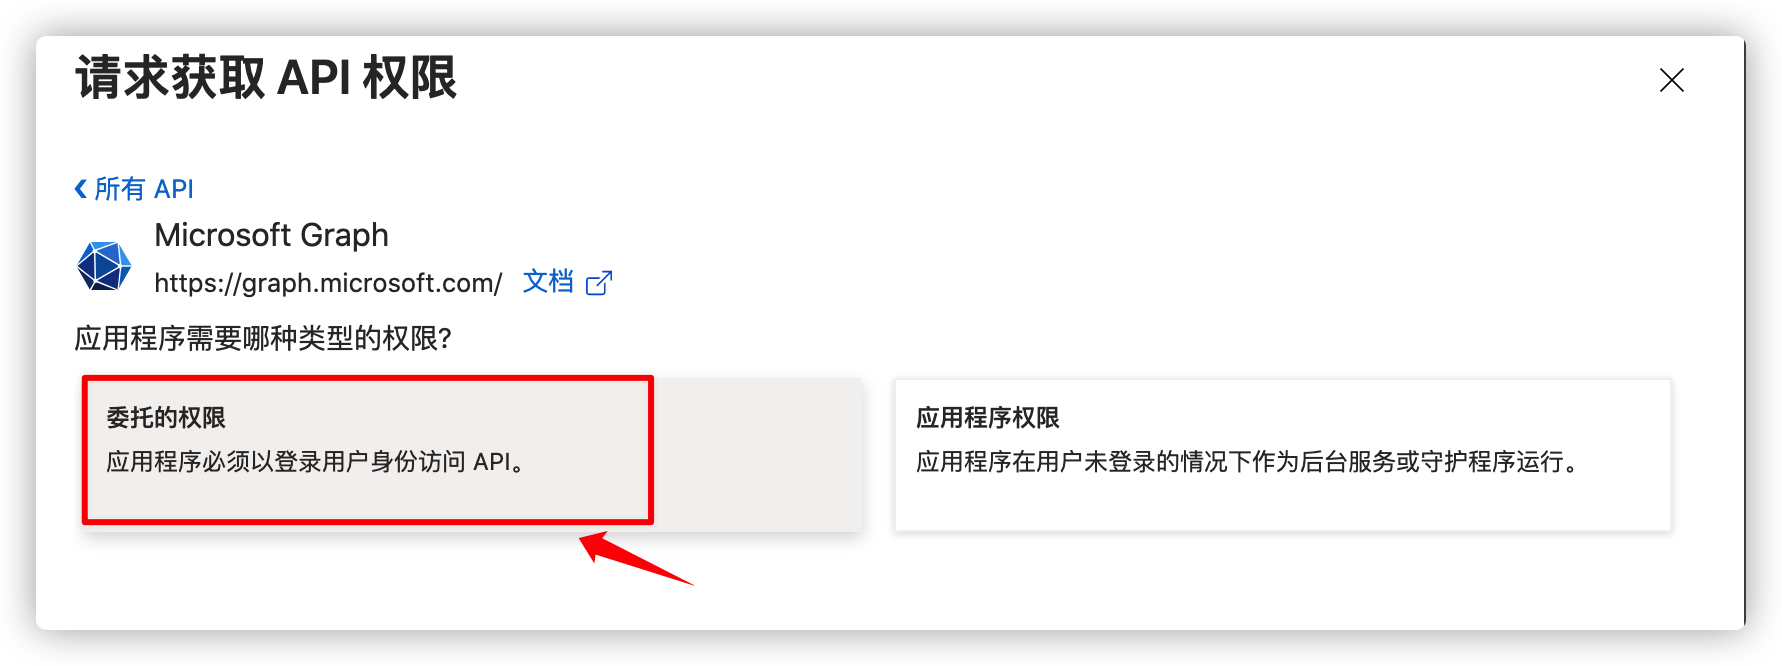 请求获取 API 权限
所有 API
Microsoft Graph
https://graph.microsoft.com/ 文档
应用程序需要哪种类型的权限?
委托的权限
应用程序必须以登录用户身份访问 API。
应用程序权限
应用程序在用户未登录的情况下作为后台服务或守护程序运行。